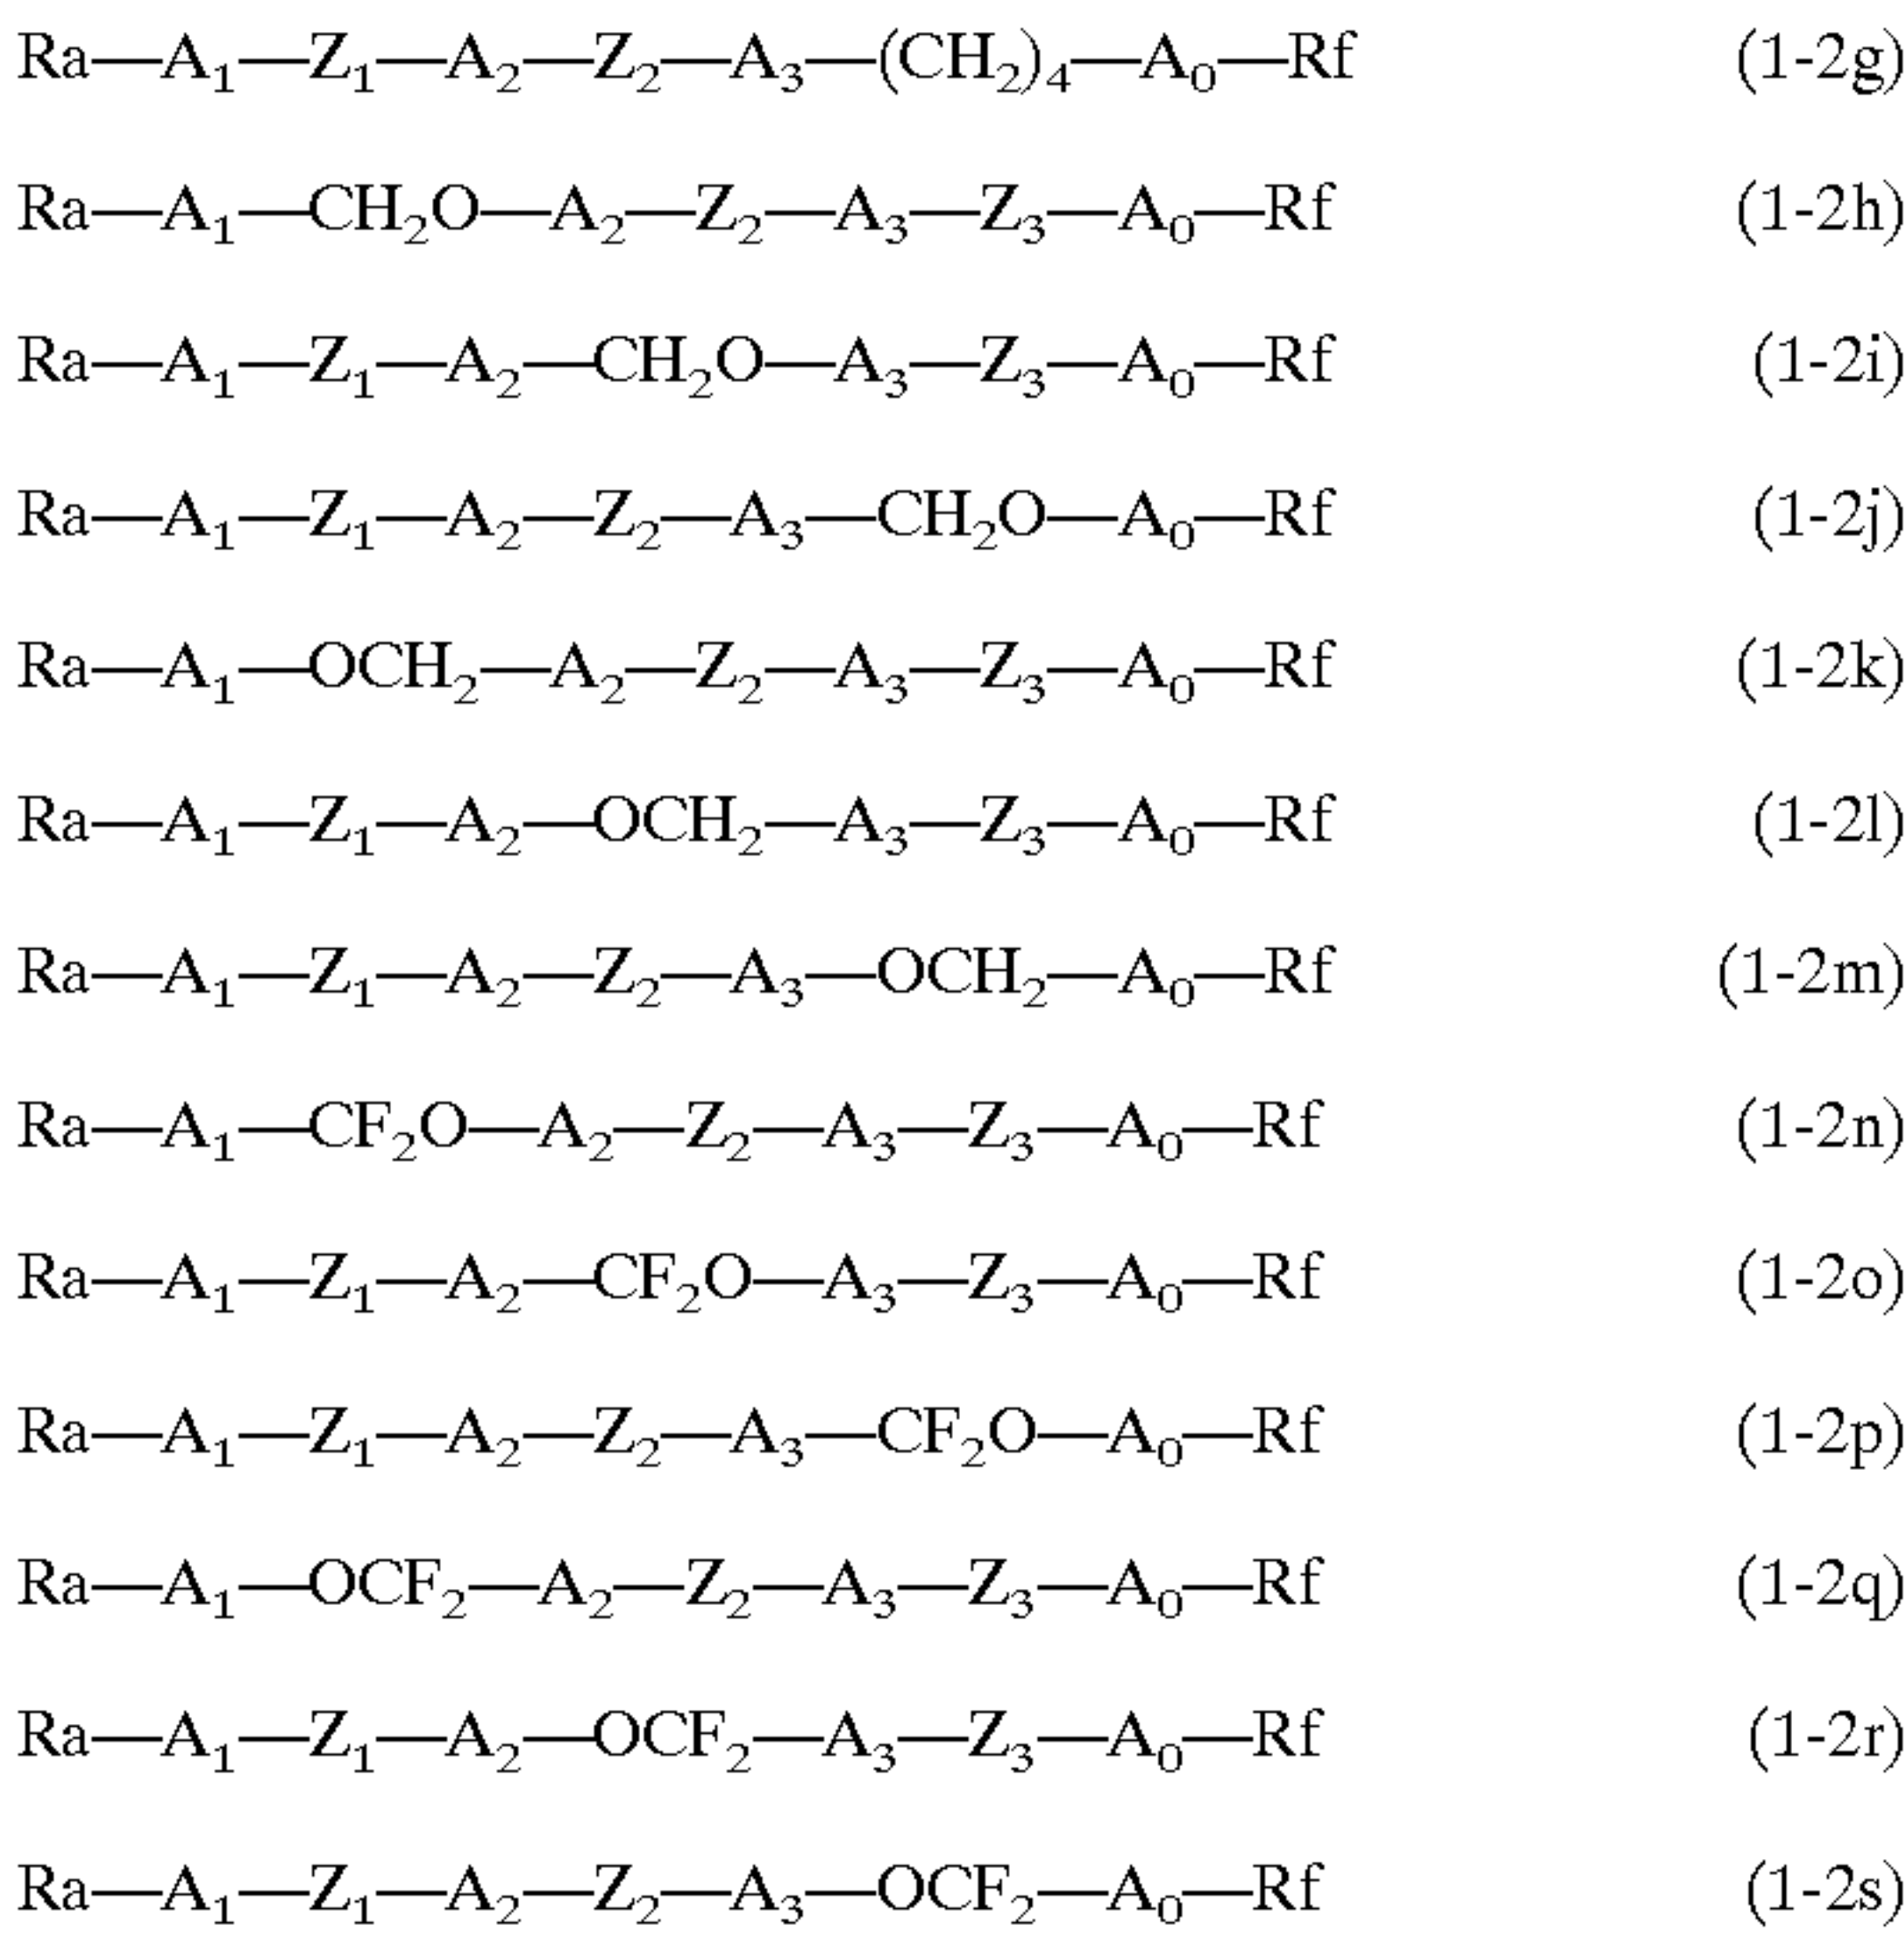 Ra—A₁—Z₁—A₂—Z₂—A₃—(CH₂)₄—A₀—Rf (1-2g)
Ra—A₁—CH₂O—A₂—Z₂—A₃—Z₃—A₀—Rf (1-2h)
Ra—A₁—Z₁—A₂—CH₂O—A₃—Z₃—A₀—Rf (1-2i)
Ra—A₁—Z₁—A₂—Z₂—A₃—CH₂O—A₀—Rf (1-2j)
Ra—A₁—OCH₂—A₂—Z₂—A₃—Z₃—A₀—Rf (1-2k)
Ra—A₁—Z₁—A₂—OCH₂—A₃—Z₃—A₀—Rf (1-2l)
Ra—A₁—Z₁—A₂—Z₂—A₃—OCH₂—A₀—Rf (1-2m)
Ra—A₁—CF₂O—A₂—Z₂—A₃—Z₃—A₀—Rf (1-2n)
Ra—A₁—Z₁—A₂—CF₂O—A₃—Z₃—A₀—Rf (1-2o)
Ra—A₁—Z₁—A₂—Z₂—A₃—CF₂O—A₀—Rf (1-2p)
Ra—A₁—OCF₂—A₂—Z₂—A₃—Z₃—A₀—Rf (1-2q)
Ra—A₁—Z₁—A₂—OCF₂—A₃—Z₃—A₀—Rf (1-2r)
Ra—A₁—Z₁—A₂—Z₂—A₃—OCF₂—A₀—Rf (1-2s)